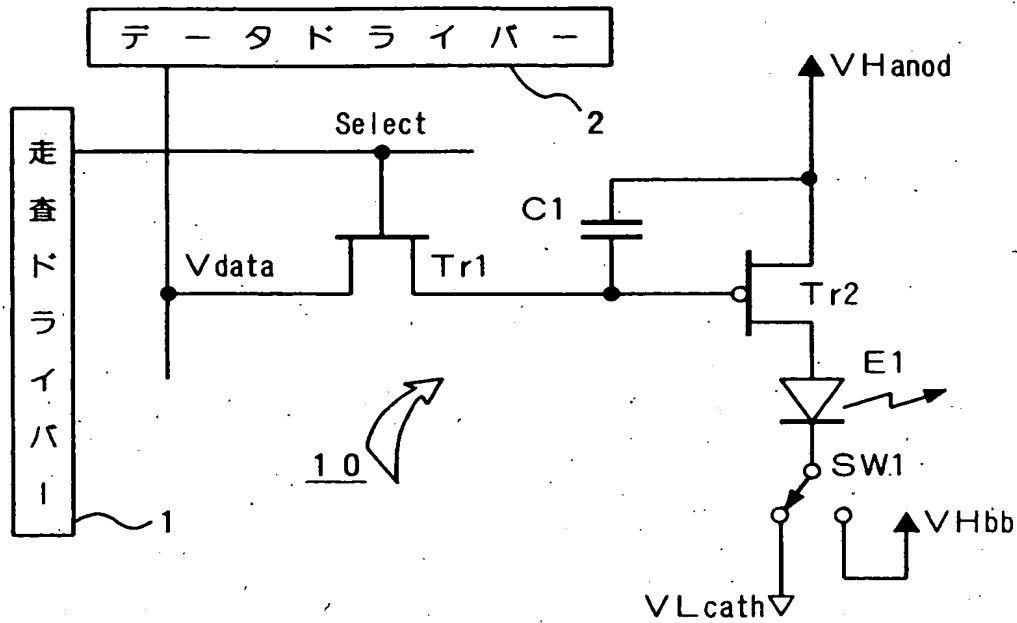 データドライバー
2
VHanod
Select
走査ドライバー
C1
Vdata
Tr1
Tr2
E1
10
SW1
1
VHbb
VLcath